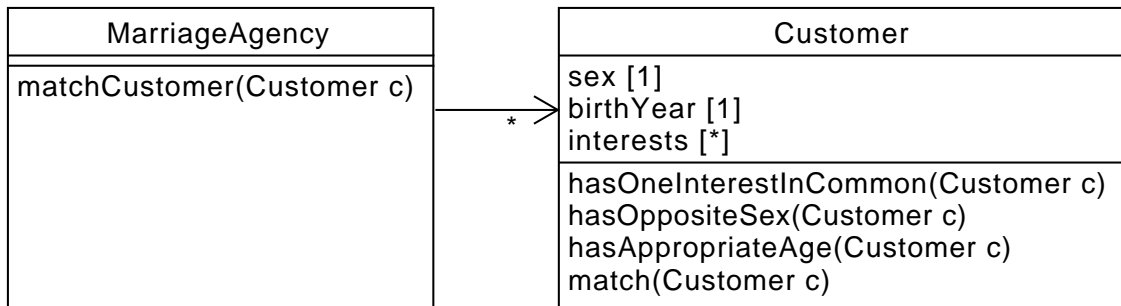 MarriageAgency
matchCustomer(Customer c)
*
Customer
sex [1]
birthYear [1]
interests [*]
hasOneInterestInCommon(Customer c)
hasOppositeSex(Customer c)
hasAppropriateAge(Customer c)
match(Customer c)